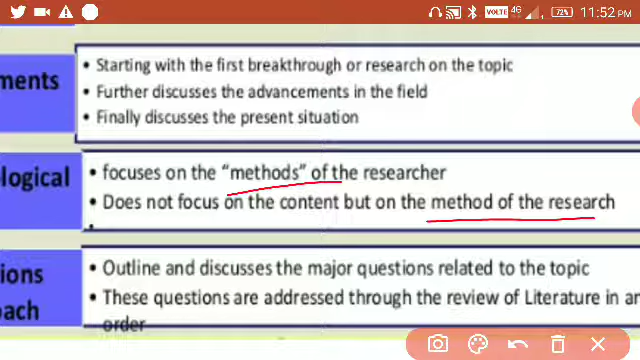 VOLTE 4G 72% 11:52 PM
ments
• Starting with the first breakthrough or research on the topic
• Further discusses the advancements in the field
• Finally discusses the present situation
logical
• focuses on the “methods” of the researcher
• Does not focus on the content but on the method of the research
•
ions
ach
• Outline and discusses the major questions related to the topic
• These questions are addressed through the review of Literature in an
order